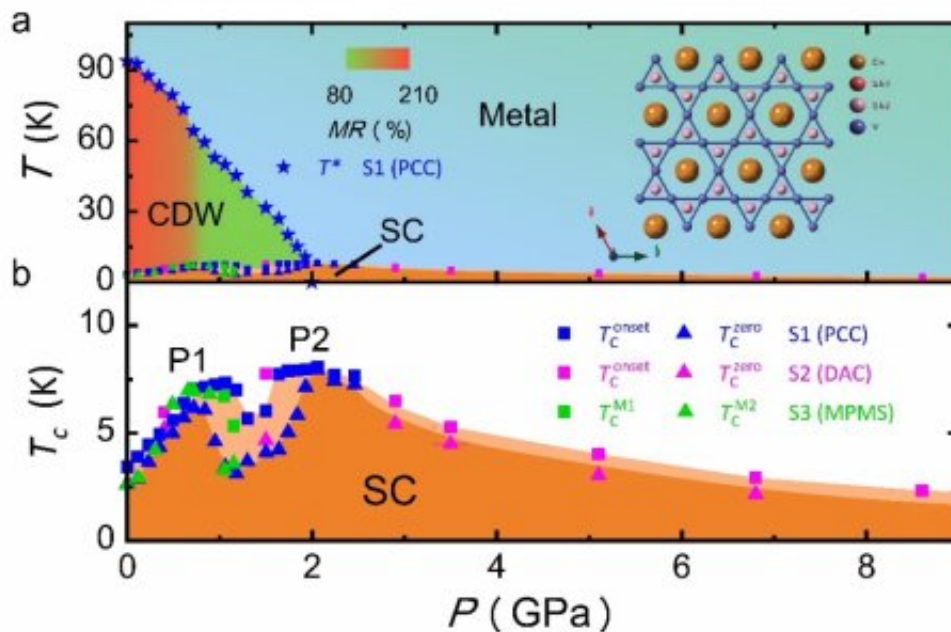 a
90
60
30
0
T (K)
80 210
MR (%)
T* S1 (PCC)
Metal
CDW
SC
b
10
5
0
T_c (K)
P1
P2
T_c^onset T_c^zero S1 (PCC)
T_c^onset T_c^zero S2 (DAC)
T_c^M1 T_c^M2 S3 (MPMS)
SC
0 2 4 6 8
P (GPa)